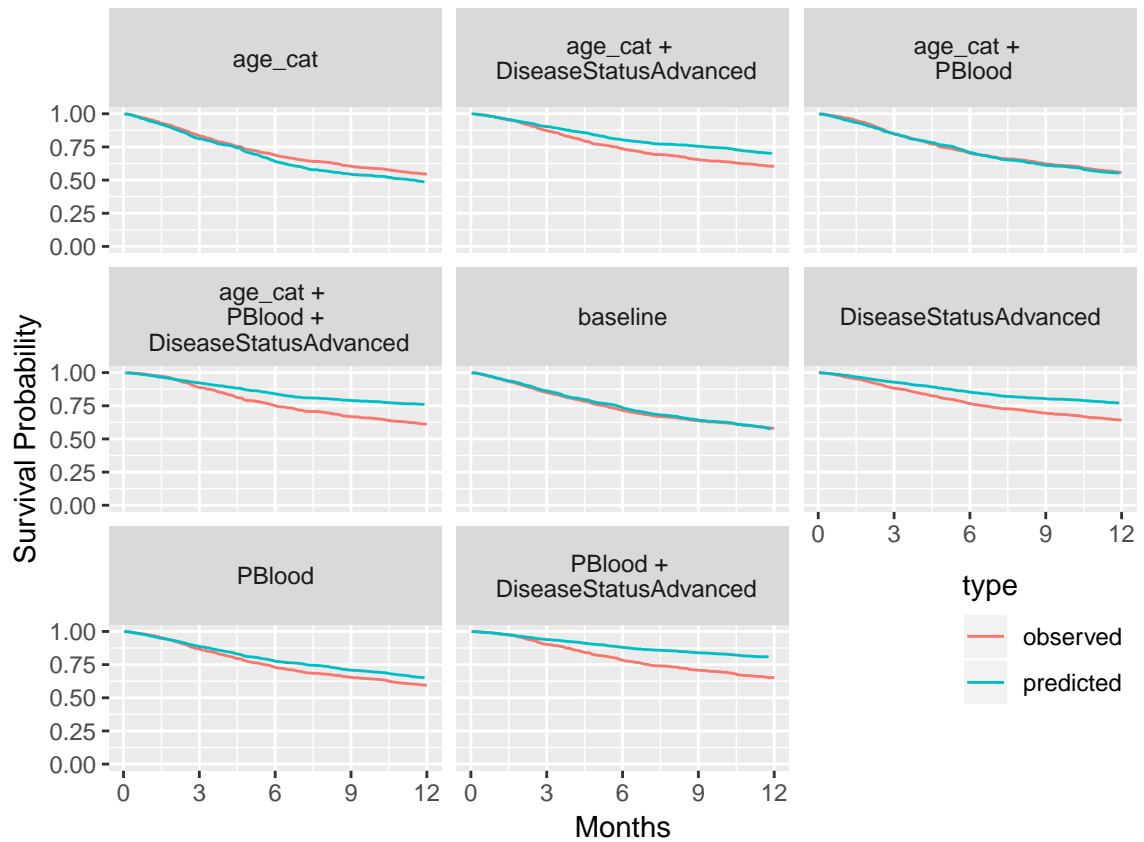 age_cat
age_cat +
DiseaseStatusAdvanced
age_cat +
PBlood
1.00
0.75
0.50
0.25
0.00
age_cat +
PBlood +
DiseaseStatusAdvanced
baseline
DiseaseStatusAdvanced
Survival Probability
1.00
0.75
0.50
0.25
0.00
0 3 6 9 12
PBlood
PBlood +
DiseaseStatusAdvanced
1.00
0.75
0.50
0.25
0.00
0 3 6 9 12
0 3 6 9 12
Months
type
observed
predicted